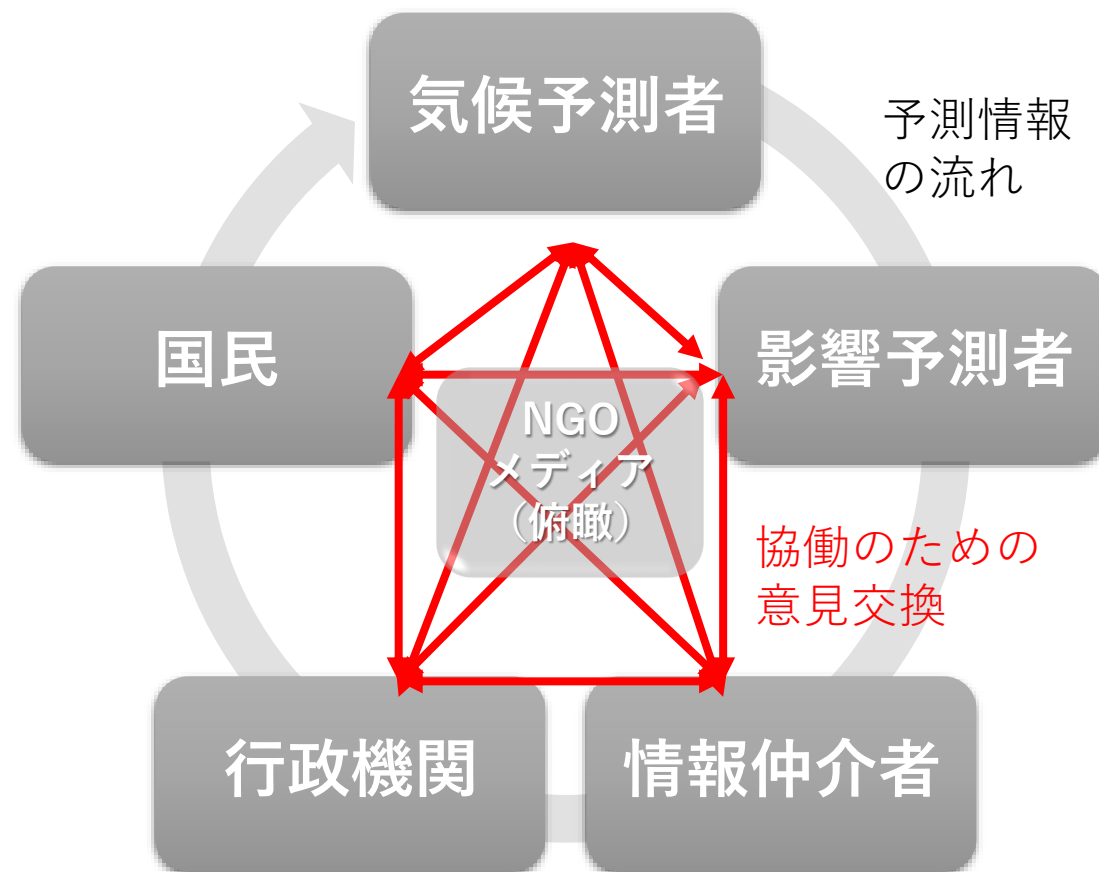 気候予測者
予測情報
の流れ
国民
影響予測者
NGO
メディア
（俯瞰）
協働のための
意見交換
行政機関
情報仲介者